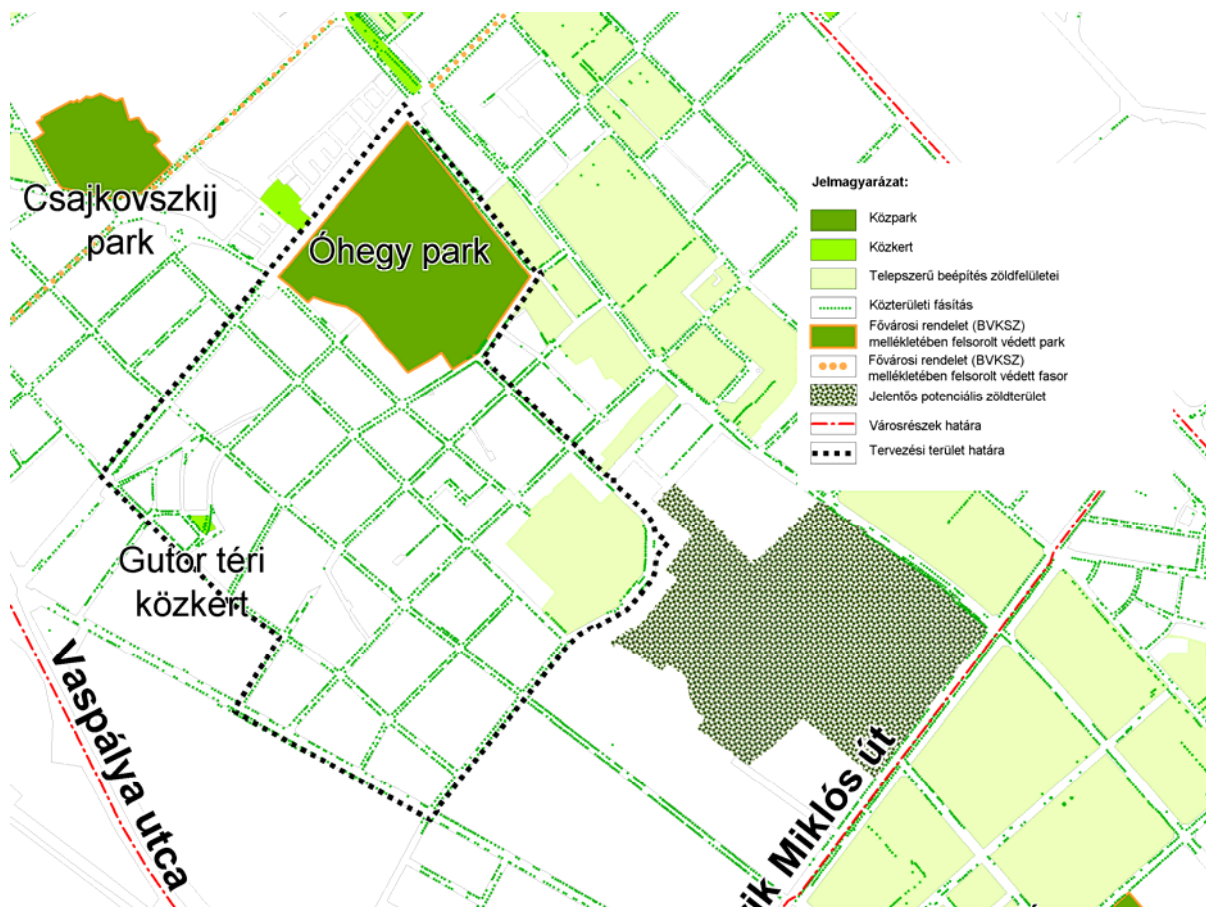 Csajkovszkij
park
Óhegy park
Gutor téri
közkert
Vaspálya utca
ik Miklós út
Jelmagyarázat:
Közpark
Közkert
Telepszerű beépítés zöldfelületei
Közterületi fásítás
Fővárosi rendelet (BVKSZ)
mellékletében felsorolt védett park
Fővárosi rendelet (BVKSZ)
mellékletében felsorolt védett fasor
Jelentős potenciális zöldterület
Városrészek határa
Tervezési terület határa